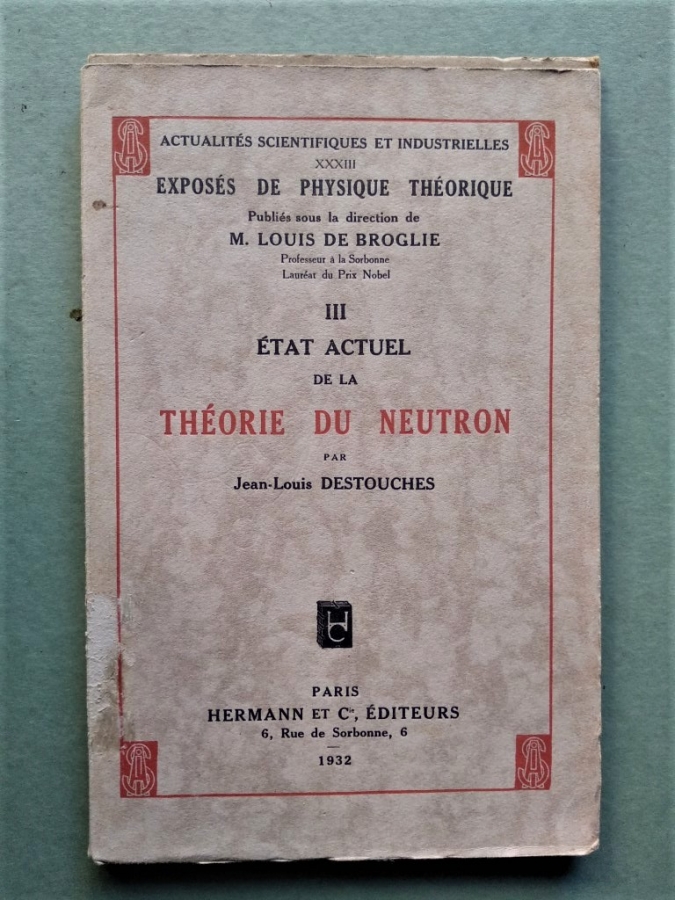 ACTUALITÉS SCIENTIFIQUES ET INDUSTRIELLES
XXXIII
EXPOSÉS DE PHYSIQUE THÉORIQUE
Publiés sous la direction de
M. LOUIS DE BROGLIE
Professeur à la Sorbonne
Lauréat du Prix Nobel
III
ÉTAT ACTUEL
DE LA
THÉORIE DU NEUTRON
PAR
Jean-Louis DESTOUCHES
HC
PARIS
HERMANN ET Cie, ÉDITEURS
6, Rue de Sorbonne, 6
1932